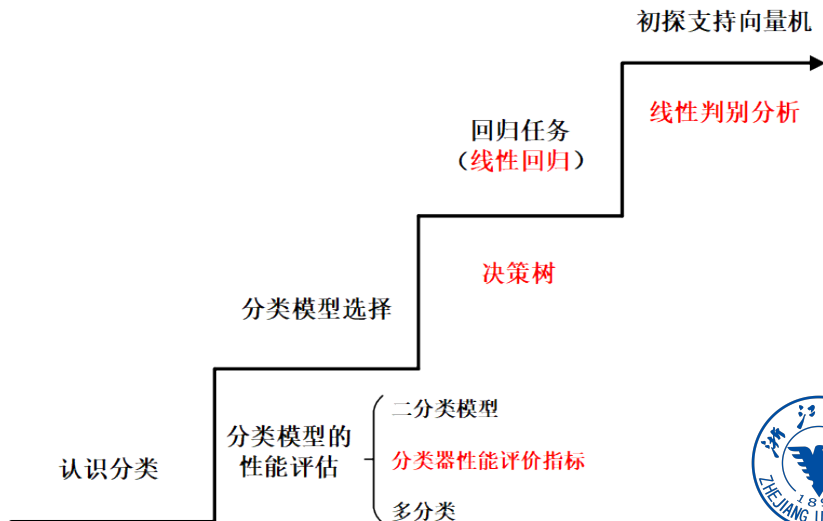 初探支持向量机
线性判别分析
回归任务
（线性回归）
决策树
分类模型选择
二分类模型
分类模型的
性能评估
分类器性能评价指标
认识分类
多分类
浙江
ZHEJIANG U